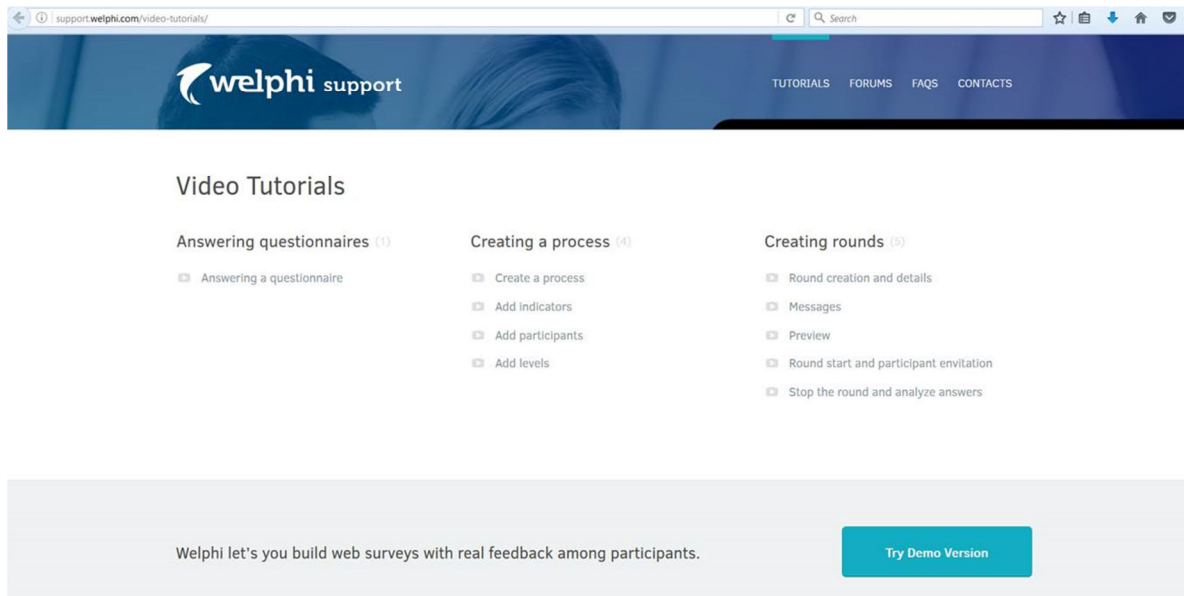 support.welphi.com/video-tutorials/
Search
welphi support
TUTORIALS FORUMS FAQS CONTACTS
Video Tutorials
Answering questionnaires (1)
Answering a questionnaire
Creating a process (4)
Create a process
Add indicators
Add participants
Add levels
Creating rounds (5)
Round creation and details
Messages
Preview
Round start and participant envitation
Stop the round and analyze answers
Welphi let's you build web surveys with real feedback among participants.
Try Demo Version